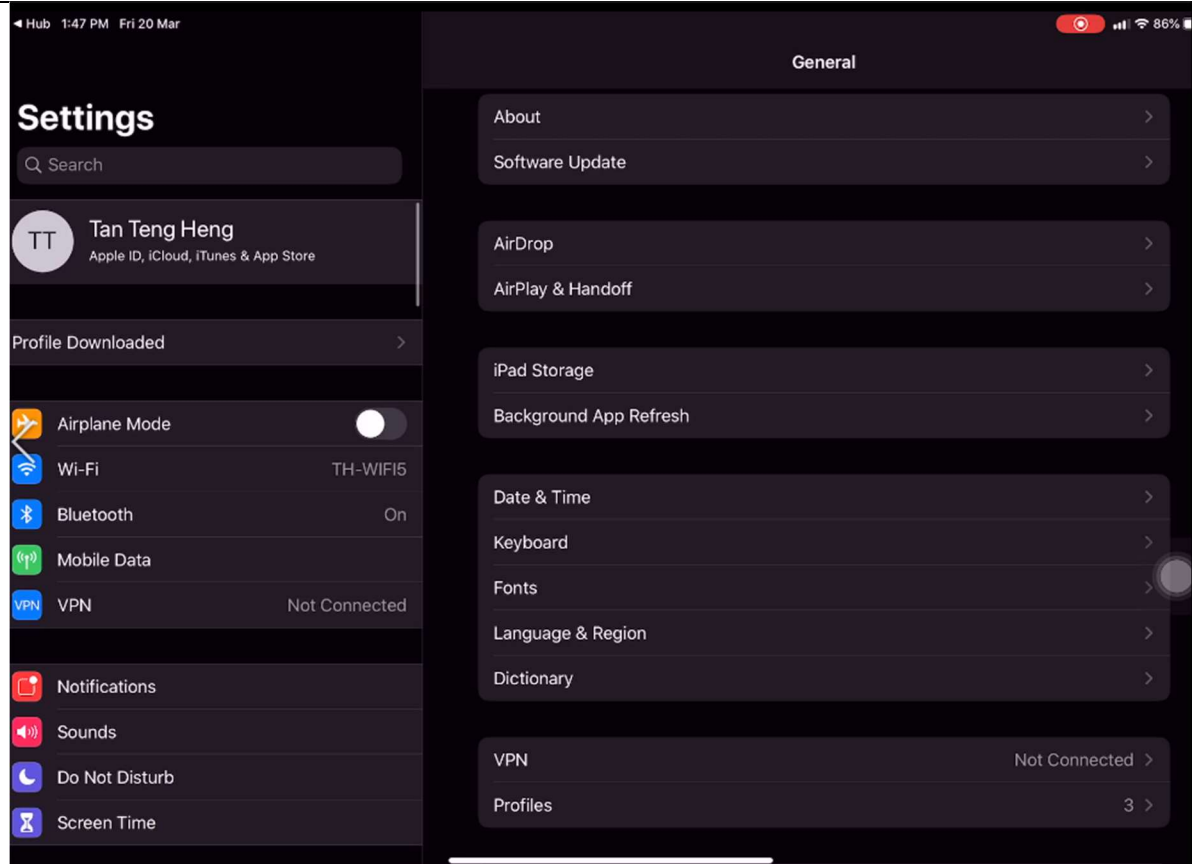 Hub 1:47 PM Fri 20 Mar
86%
Settings
Search
TT
Tan Teng Heng
Apple ID, iCloud, iTunes & App Store
Profile Downloaded
Airplane Mode
Wi-Fi TH-WIFI5
Bluetooth On
Mobile Data
VPN VPN Not Connected
Notifications
Sounds
Do Not Disturb
Screen Time
General
About
Software Update
AirDrop
AirPlay & Handoff
iPad Storage
Background App Refresh
Date & Time
Keyboard
Fonts
Language & Region
Dictionary
VPN Not Connected
Profiles 3